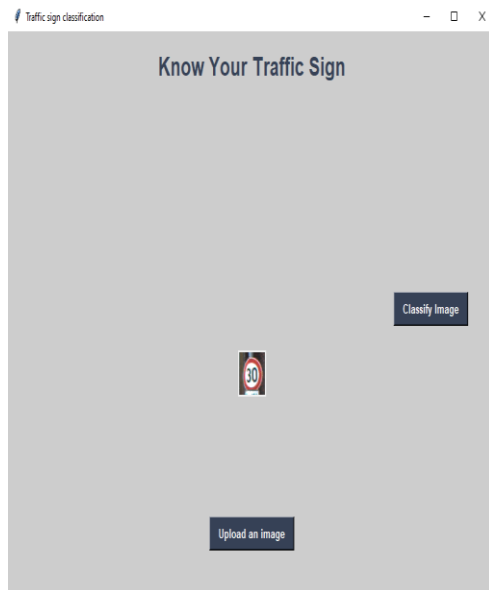 Traffic sign classification
Know Your Traffic Sign
Classify Image
30
Upload an image